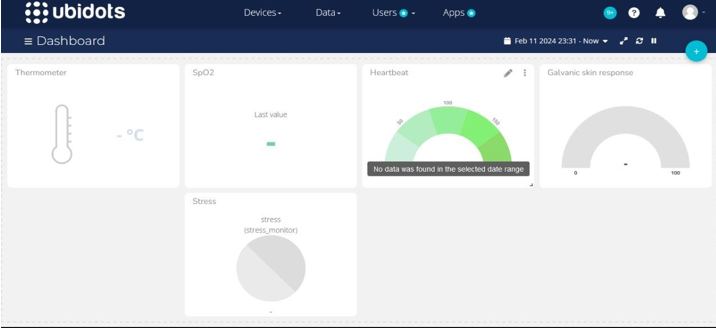 ubidots
Devices
Data
Users
Apps
9+
?
Dashboard
Feb 11 2024 23:31 - Now
+
Thermometer
- °C
SpO2
Last value
-
Heartbeat
50
100
150
No data was found in the selected date range
Galvanic skin response
-
0
100
Stress
stress
(stress_monitor)
-